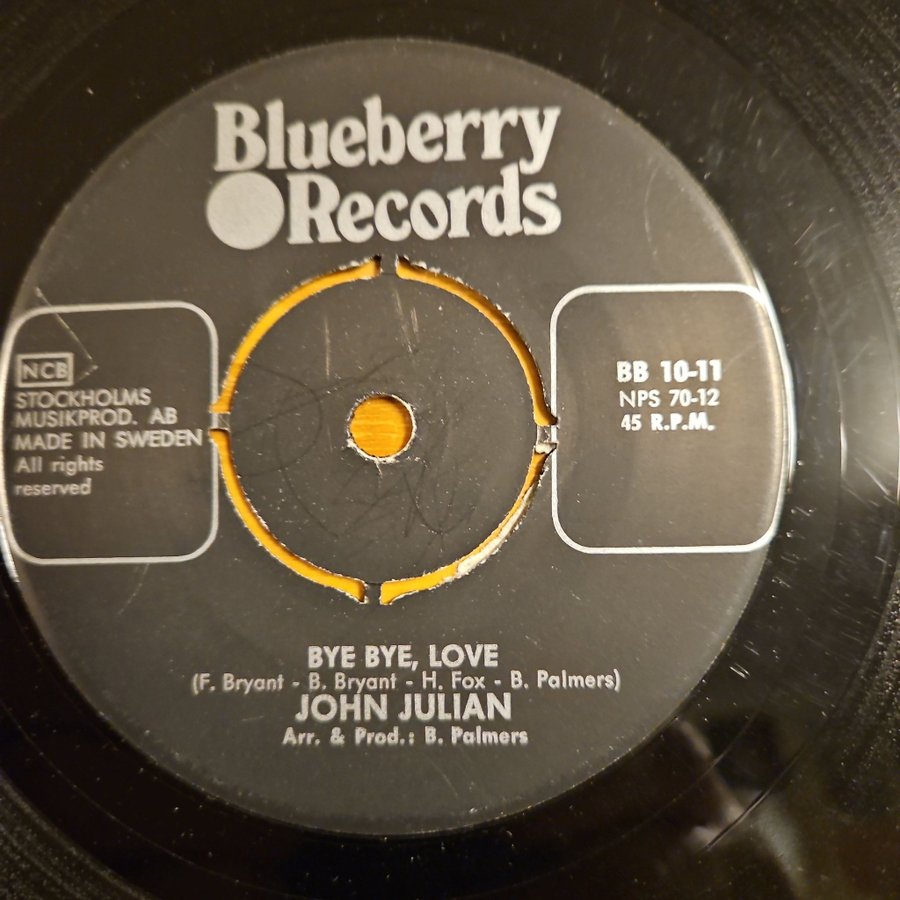 Blueberry
Records
NCB
STOCKHOLMS
MUSIKPROD. AB
MADE IN SWEDEN
All rights
reserved
BB 10-11
NPS 70-12
45 R.P.M.
BYE BYE, LOVE
(F. Bryant - B. Bryant - H. Fox - B. Palmers)
JOHN JULIAN
Arr. & Prod.: B. Palmers